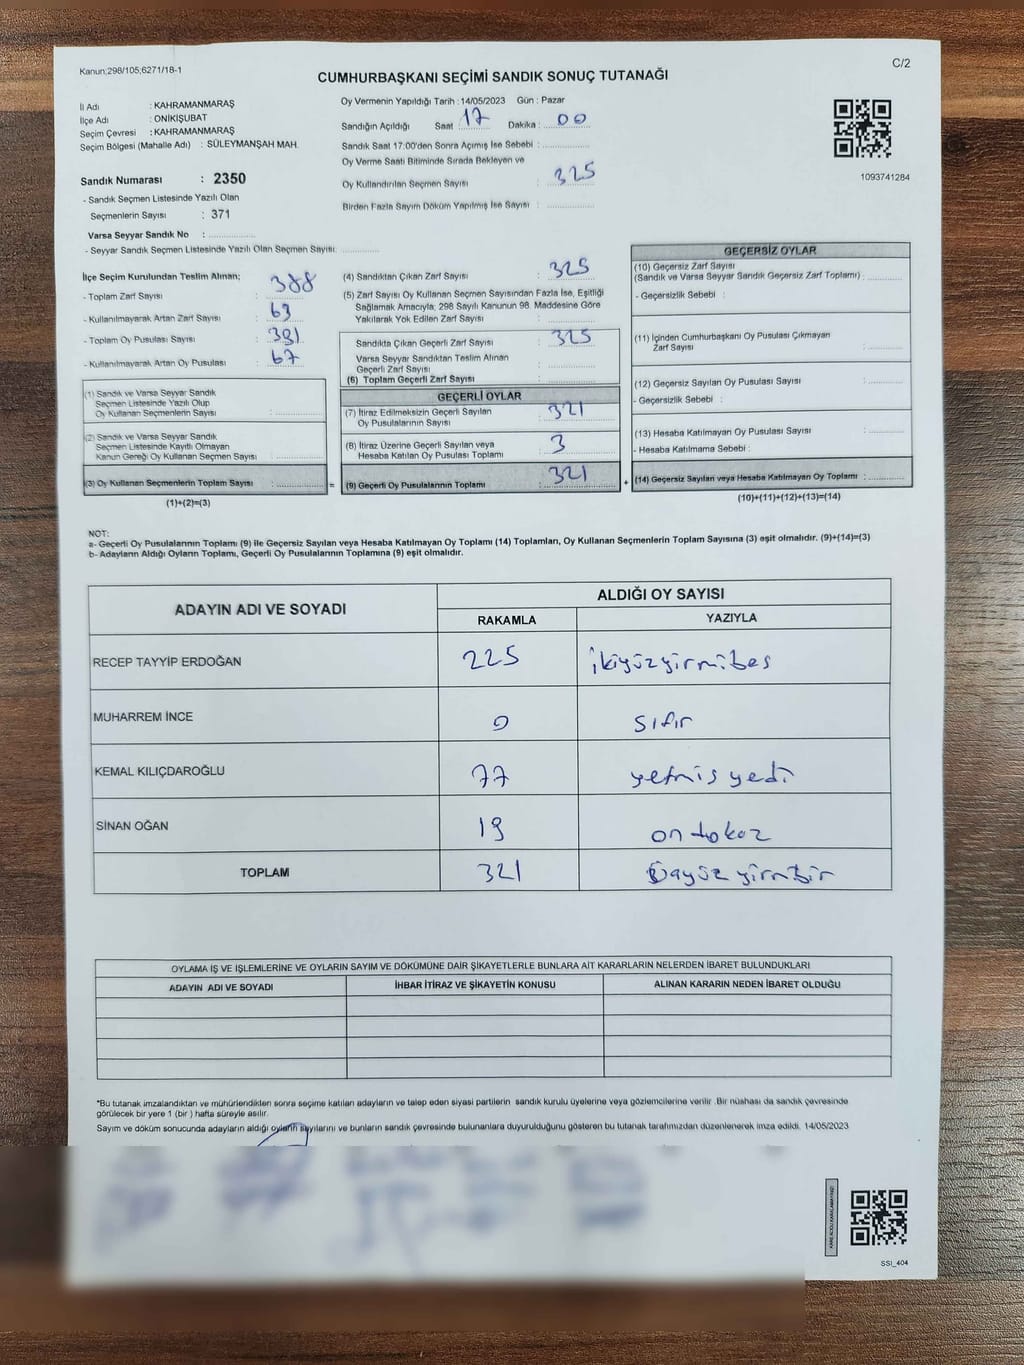 Kanun;298/105;6271/18-1
C/2
CUMHURBAŞKANI SEÇİMİ SANDIK SONUÇ TUTANAĞI
İl Adı : KAHRAMANMARAŞ
İlçe Adı : ONİKİŞUBAT
Seçim Çevresi : KAHRAMANMARAŞ
Seçim Bölgesi (Mahalle Adı) : SÜLEYMANŞAH MAH.
Oy Vermenin Yapıldığı Tarih : 14/05/2023 Gün : Pazar
Sandığın Açıldığı Saat : 17 Dakika : 00
Sandık Saat 17:00'den Sonra Açımış İse Sebebi :
Oy Verme Saati Bitiminde Sırada Bekleyen ve
Oy Kullandırılan Seçmen Sayısı : 325
Birden Fazla Sayım Döküm Yapılmış İse Sayısı :
1093741284
Sandık Numarası : 2350
- Sandık Seçmen Listesinde Yazılı Olan
Seçmenlerin Sayısı : 371
Varsa Seyyar Sandık No :
- Seyyar Sandık Seçmen Listesinde Yazılı Olan Seçmen Sayısı:
İlçe Seçim Kurulundan Teslim Alınan;
- Toplam Zarf Sayısı : 388
- Kullanılmayarak Artan Zarf Sayısı : 63
- Toplam Oy Pusulası Sayısı : 391
- Kullanılmayarak Artan Oy Pusulası : 67
(1) Sandık ve Varsa Seyyar Sandık
Seçmen Listesinde Yazılı Olup
Oy Kullanan Seçmenlerin Sayısı :
(2) Sandık ve Varsa Seyyar Sandık
Seçmen Listesinde Kayıtlı Olmayan
Kanun Gereği Oy Kullanan Seçmen Sayısı :
(3) Oy Kullanan Seçmenlerin Toplam Sayısı :
=
(1)+(2)=(3)
(4) Sandıktan Çıkan Zarf Sayısı : 325
(5) Zarf Sayısı Oy Kullanan Seçmen Sayısından Fazla İse, Eşitliği
Sağlamak Amacıyla; 298 Sayılı Kanunun 98. Maddesine Göre
Yakılarak Yok Edilen Zarf Sayısı :
Sandıkta Çıkan Geçerli Zarf Sayısı : 325
Varsa Seyyar Sandıktan Teslim Alınan
Geçerli Zarf Sayısı :
(6) Toplam Geçerli Zarf Sayısı :
GEÇERLİ OYLAR
(7) İtiraz Edilmeksizin Geçerli Sayılan
Oy Pusulalarının Sayısı : 321
(8) İtiraz Üzerine Geçerli Sayılan veya
Hesaba Katılan Oy Pusulası Toplamı : 3
(9) Geçerli Oy Pusulalarının Toplamı : 321
+
GEÇERSİZ OYLAR
(10) Geçersiz Zarf Sayısı
(Sandık ve Varsa Seyyar Sandık Geçersiz Zarf Toplamı) :
- Geçersizlik Sebebi :
(11) İçinden Cumhurbaşkanı Oy Pusulası Çıkmayan
Zarf Sayısı :
(12) Geçersiz Sayılan Oy Pusulası Sayısı :
- Geçersizlik Sebebi :
(13) Hesaba Katılmayan Oy Pusulası Sayısı :
- Hesaba Katılmama Sebebi :
(14) Geçersiz Sayılan veya Hesaba Katılmayan Oy Toplamı :
(10)+(11)+(12)+(13)=(14)
NOT:
a- Geçerli Oy Pusulalarının Toplamı (9) ile Geçersiz Sayılan veya Hesaba Katılmayan Oy Toplamı (14) Toplamları, Oy Kullanan Seçmenlerin Toplam Sayısına (3) eşit olmalıdır. (9)+(14)=(3)
b- Adayların Aldığı Oyların Toplamı, Geçerli Oy Pusulalarının Toplamına (9) eşit olmalıdır.
ADAYIN ADI VE SOYADI
ALDIĞI OY SAYISI
RAKAMLA YAZIYLA
RECEP TAYYİP ERDOĞAN 225 ikiyüzyirmibes
MUHARREM İNCE 0 sıfır
KEMAL KILIÇDAROĞLU 77 yetmis yedi
SİNAN OĞAN 19 on dokuz
TOPLAM 321
OYLAMA İŞ VE İŞLEMLERİNE VE OYLARIN SAYIM VE DÖKÜMÜNE DAİR ŞİKAYETLERLE BUNLARA AİT KARARLARIN NELERDEN İBARET BULUNDUKLARI
ADAYIN ADI VE SOYADI İHBAR İTİRAZ VE ŞİKAYETİN KONUSU ALINAN KARARIN NEDEN İBARET OLDUĞU
*Bu tutanak imzalandıktan ve mühürlendikten sonra seçime katılan adayların ve talep eden siyasi partilerin sandık kurulu üyelerine veya gözlemcilerine verilir .Bir nüshası da sandık çevresinde
görülecek bir yere 1 (bir ) hafta süreyle asılır.
Sayım ve döküm sonucunda adayların aldığı oyların sayılarını ve bunların sandık çevresinde bulunanlara duyurulduğunu gösteren bu tutanak tarafımızdan düzenlenerek imza edildi. 14/05/2023
SSI_404